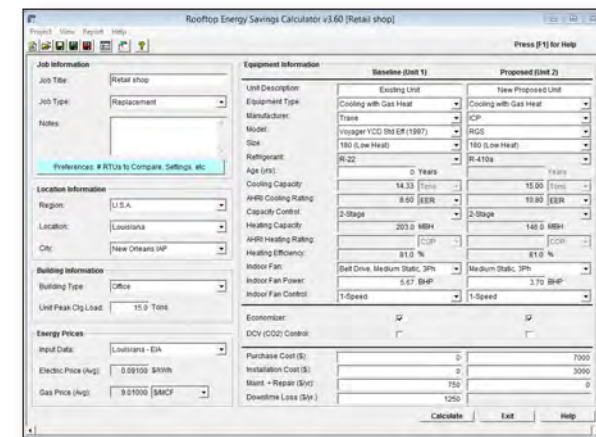 Rooftop Energy Savings Calculator v3.60 [Retail shop]
Project View Report Help
Press [F1] for Help
Job Information
Job Title: Retail shop
Job Type: Replacement
Notes:
Preferences: # RTUs to Compare, Settings, etc
Location Information
Region: U.S.A.
Location: Louisiana
City: New Orleans IAP
Building Information
Building Type: Office
Unit Peak Clg Load: 15.0 Tons
Energy Prices
Input Data: Louisiana - EIA
Electric Price (Avg): 0.09100 $/kWh
Gas Price (Avg): 9.01000 $/MCF
Equipment Information
Baseline (Unit 1) Proposed (Unit 2)
Unit Description: Existing Unit New Proposed Unit
Equipment Type: Cooling with Gas Heat Cooling with Gas Heat
Manufacturer: Trane ICP
Model: Voyager YCD Std Eff (1997) RGS
Size: 180 (Low Heat) 180 (Low Heat)
Refrigerant: R-22 R-410a
Age (yrs): 0 Years Years
Cooling Capacity: 14.33 Tons 15.00 Tons
AHRI Cooling Rating: 8.60 EER 10.80 EER
Capacity Control: 2-Stage 2-Stage
Heating Capacity: 203.0 MBH 146.0 MBH
AHRI Heating Rating: COP COP
Heating Efficiency: 81.0 % 81.0 %
Indoor Fan: Belt Drive, Medium Static, 3Ph Medium Static, 3Ph
Indoor Fan Power: 5.67 BHP 3.70 BHP
Indoor Fan Control: 1-Speed 1-Speed
Economizer:
DCV (CO2) Control:
Purchase Cost ($): 0 7000
Installation Cost ($): 0 3000
Maint. + Repair ($/yr): 750 0
Downtime Loss ($/yr.) 1250
Calculate Exit Help